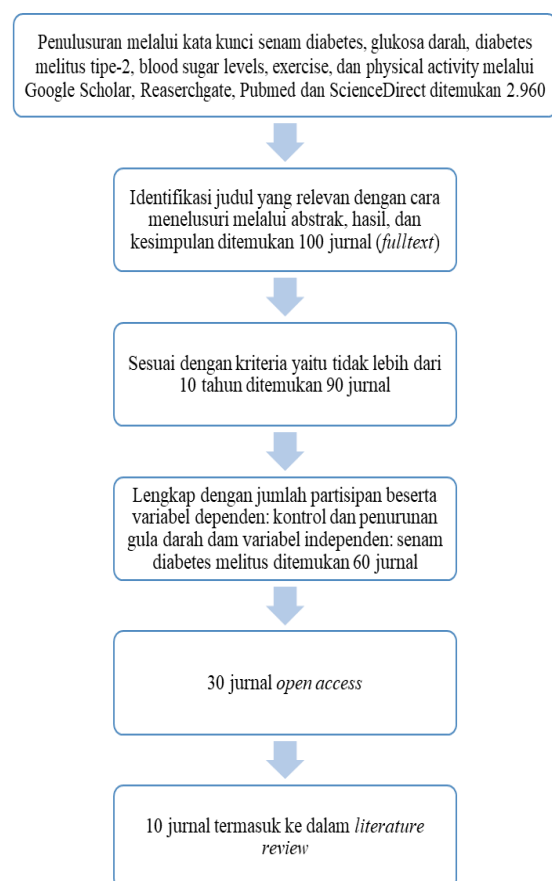 Penulusuran melalui kata kunci senam diabetes, glukosa darah, diabetes
melitus tipe-2, blood sugar levels, exercise, dan physical activity melalui
Google Scholar, Reaserchgate, Pubmed dan ScienceDirect ditemukan 2.960
Identifikasi judul yang relevan dengan cara
menelusuri melalui abstrak, hasil, dan
kesimpulan ditemukan 100 jurnal (fulltext)
Sesuai dengan kriteria yaitu tidak lebih dari
10 tahun ditemukan 90 jurnal
Lengkap dengan jumlah partisipan beserta
variabel dependen: kontrol dan penurunan
gula darah dam variabel independen: senam
diabetes melitus ditemukan 60 jurnal
30 jurnal open access
10 jurnal termasuk ke dalam literature
review